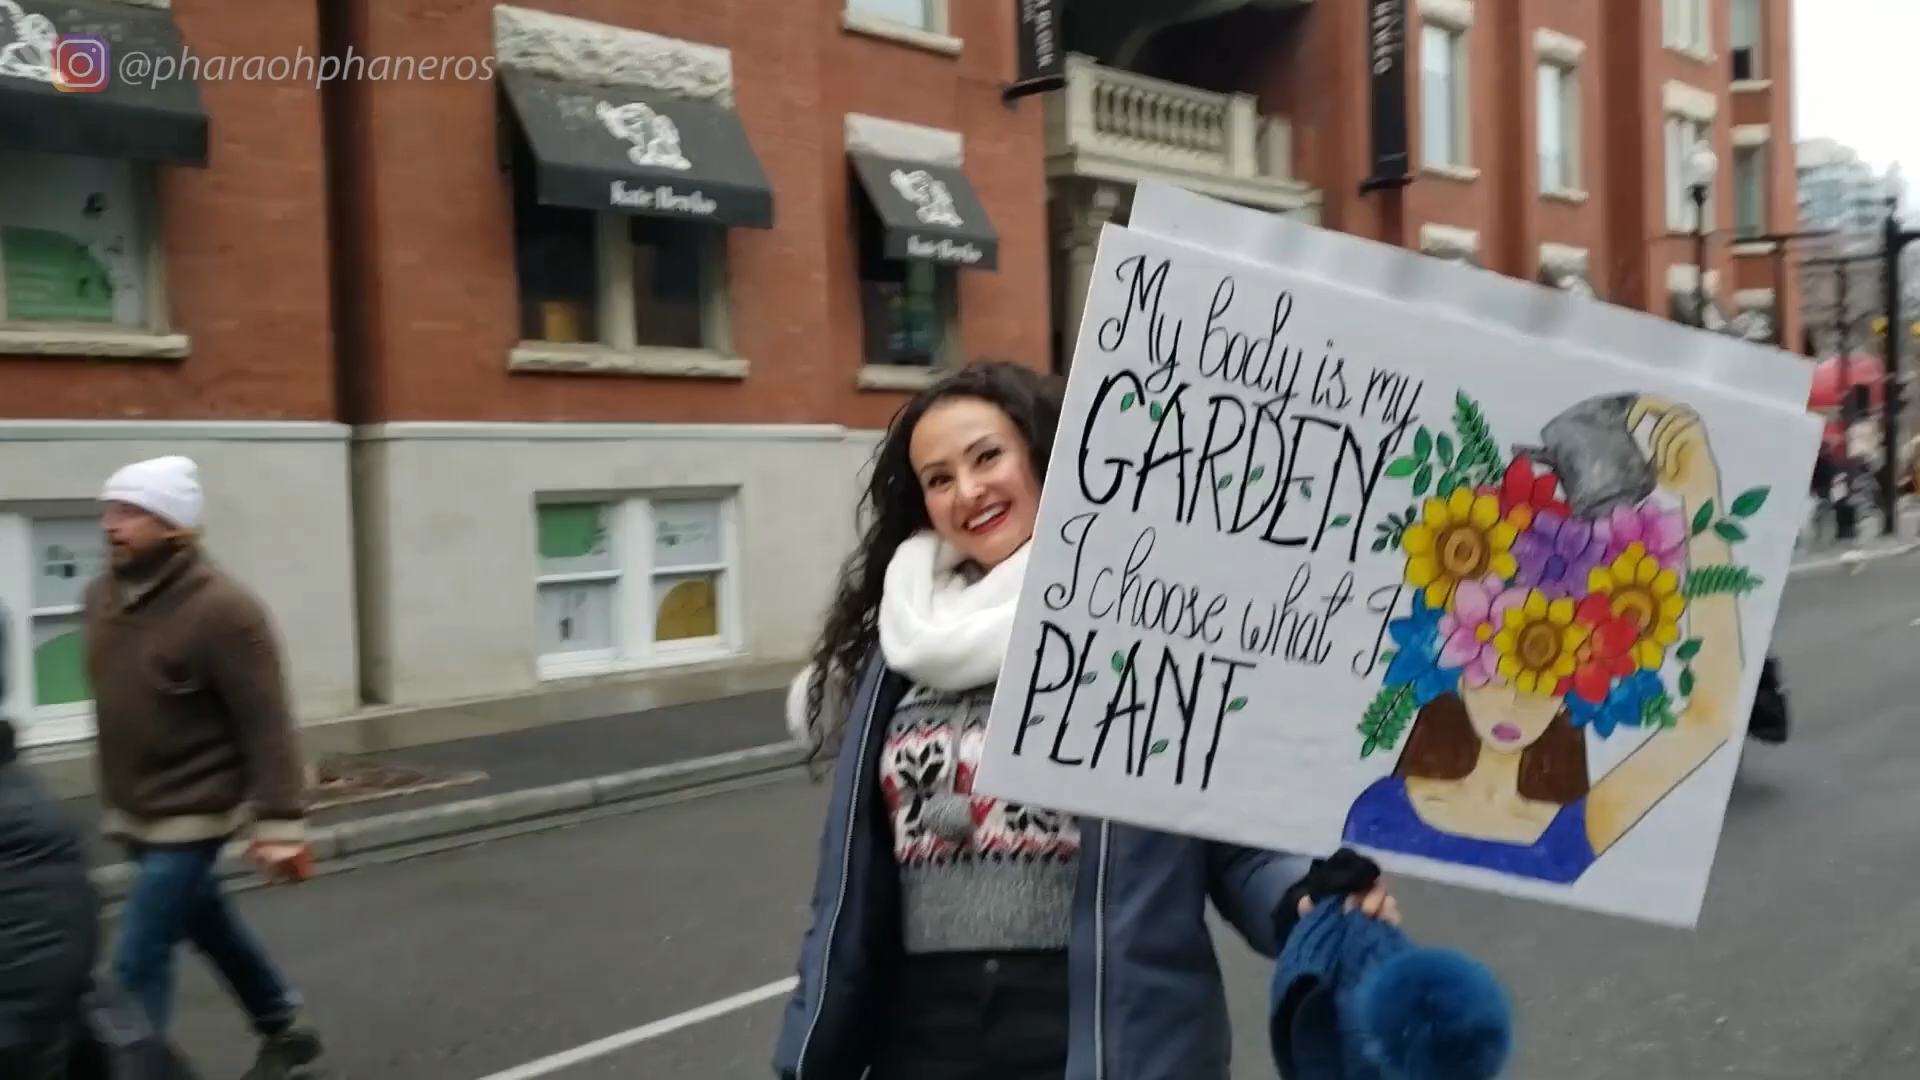 @pharaohphaneros
My body is my
GARDEN
I choose what I
PLANT